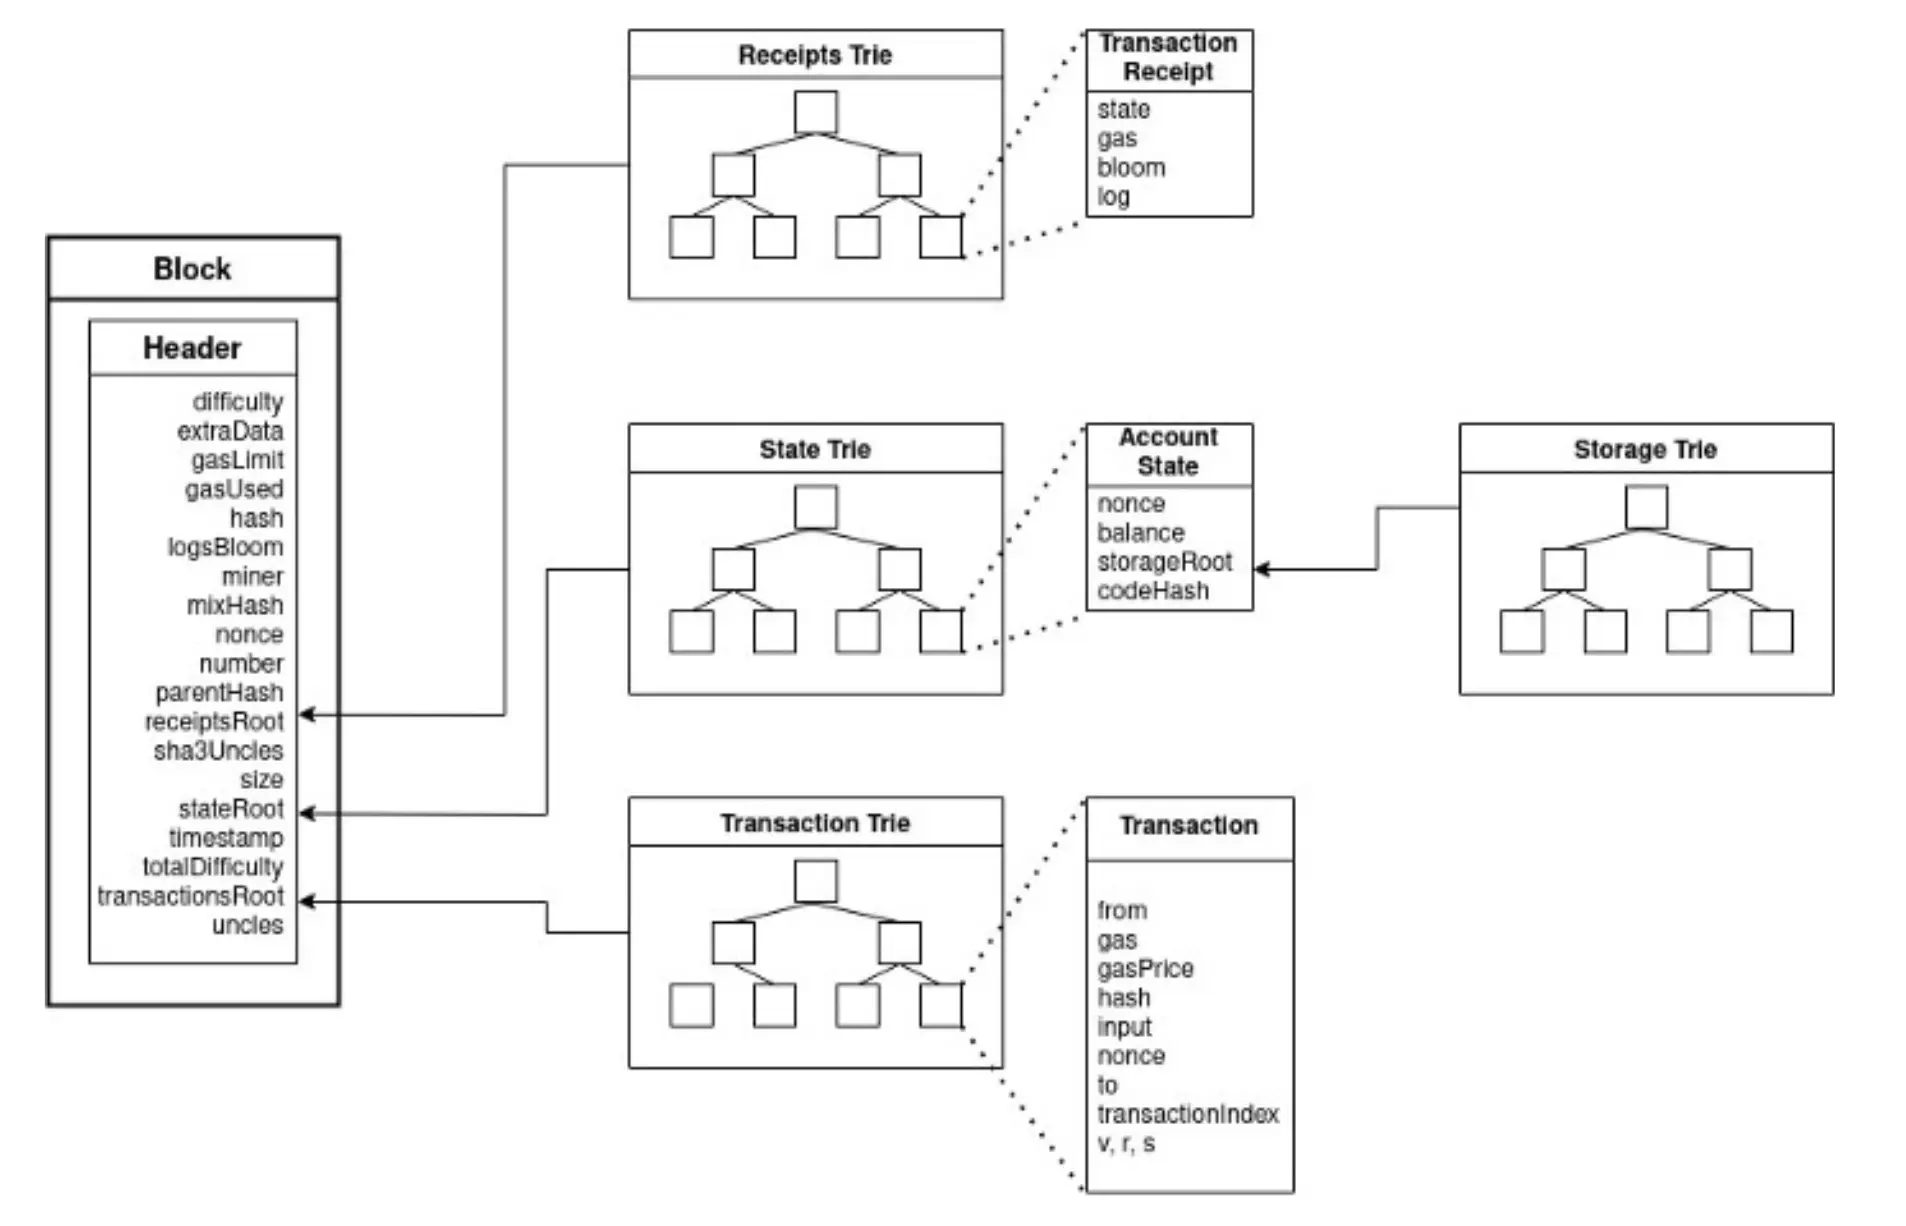 Block
Header
difficulty
extraData
gasLimit
gasUsed
hash
logsBloom
miner
mixHash
nonce
number
parentHash
receiptsRoot
sha3Uncles
size
stateRoot
timestamp
totalDifficulty
transactionsRoot
uncles
Receipts Trie
Transaction
Receipt
state
gas
bloom
log
State Trie
Account
State
nonce
balance
storageRoot
codeHash
Storage Trie
Transaction Trie
Transaction
from
gas
gasPrice
hash
input
nonce
to
transactionIndex
v, r, s